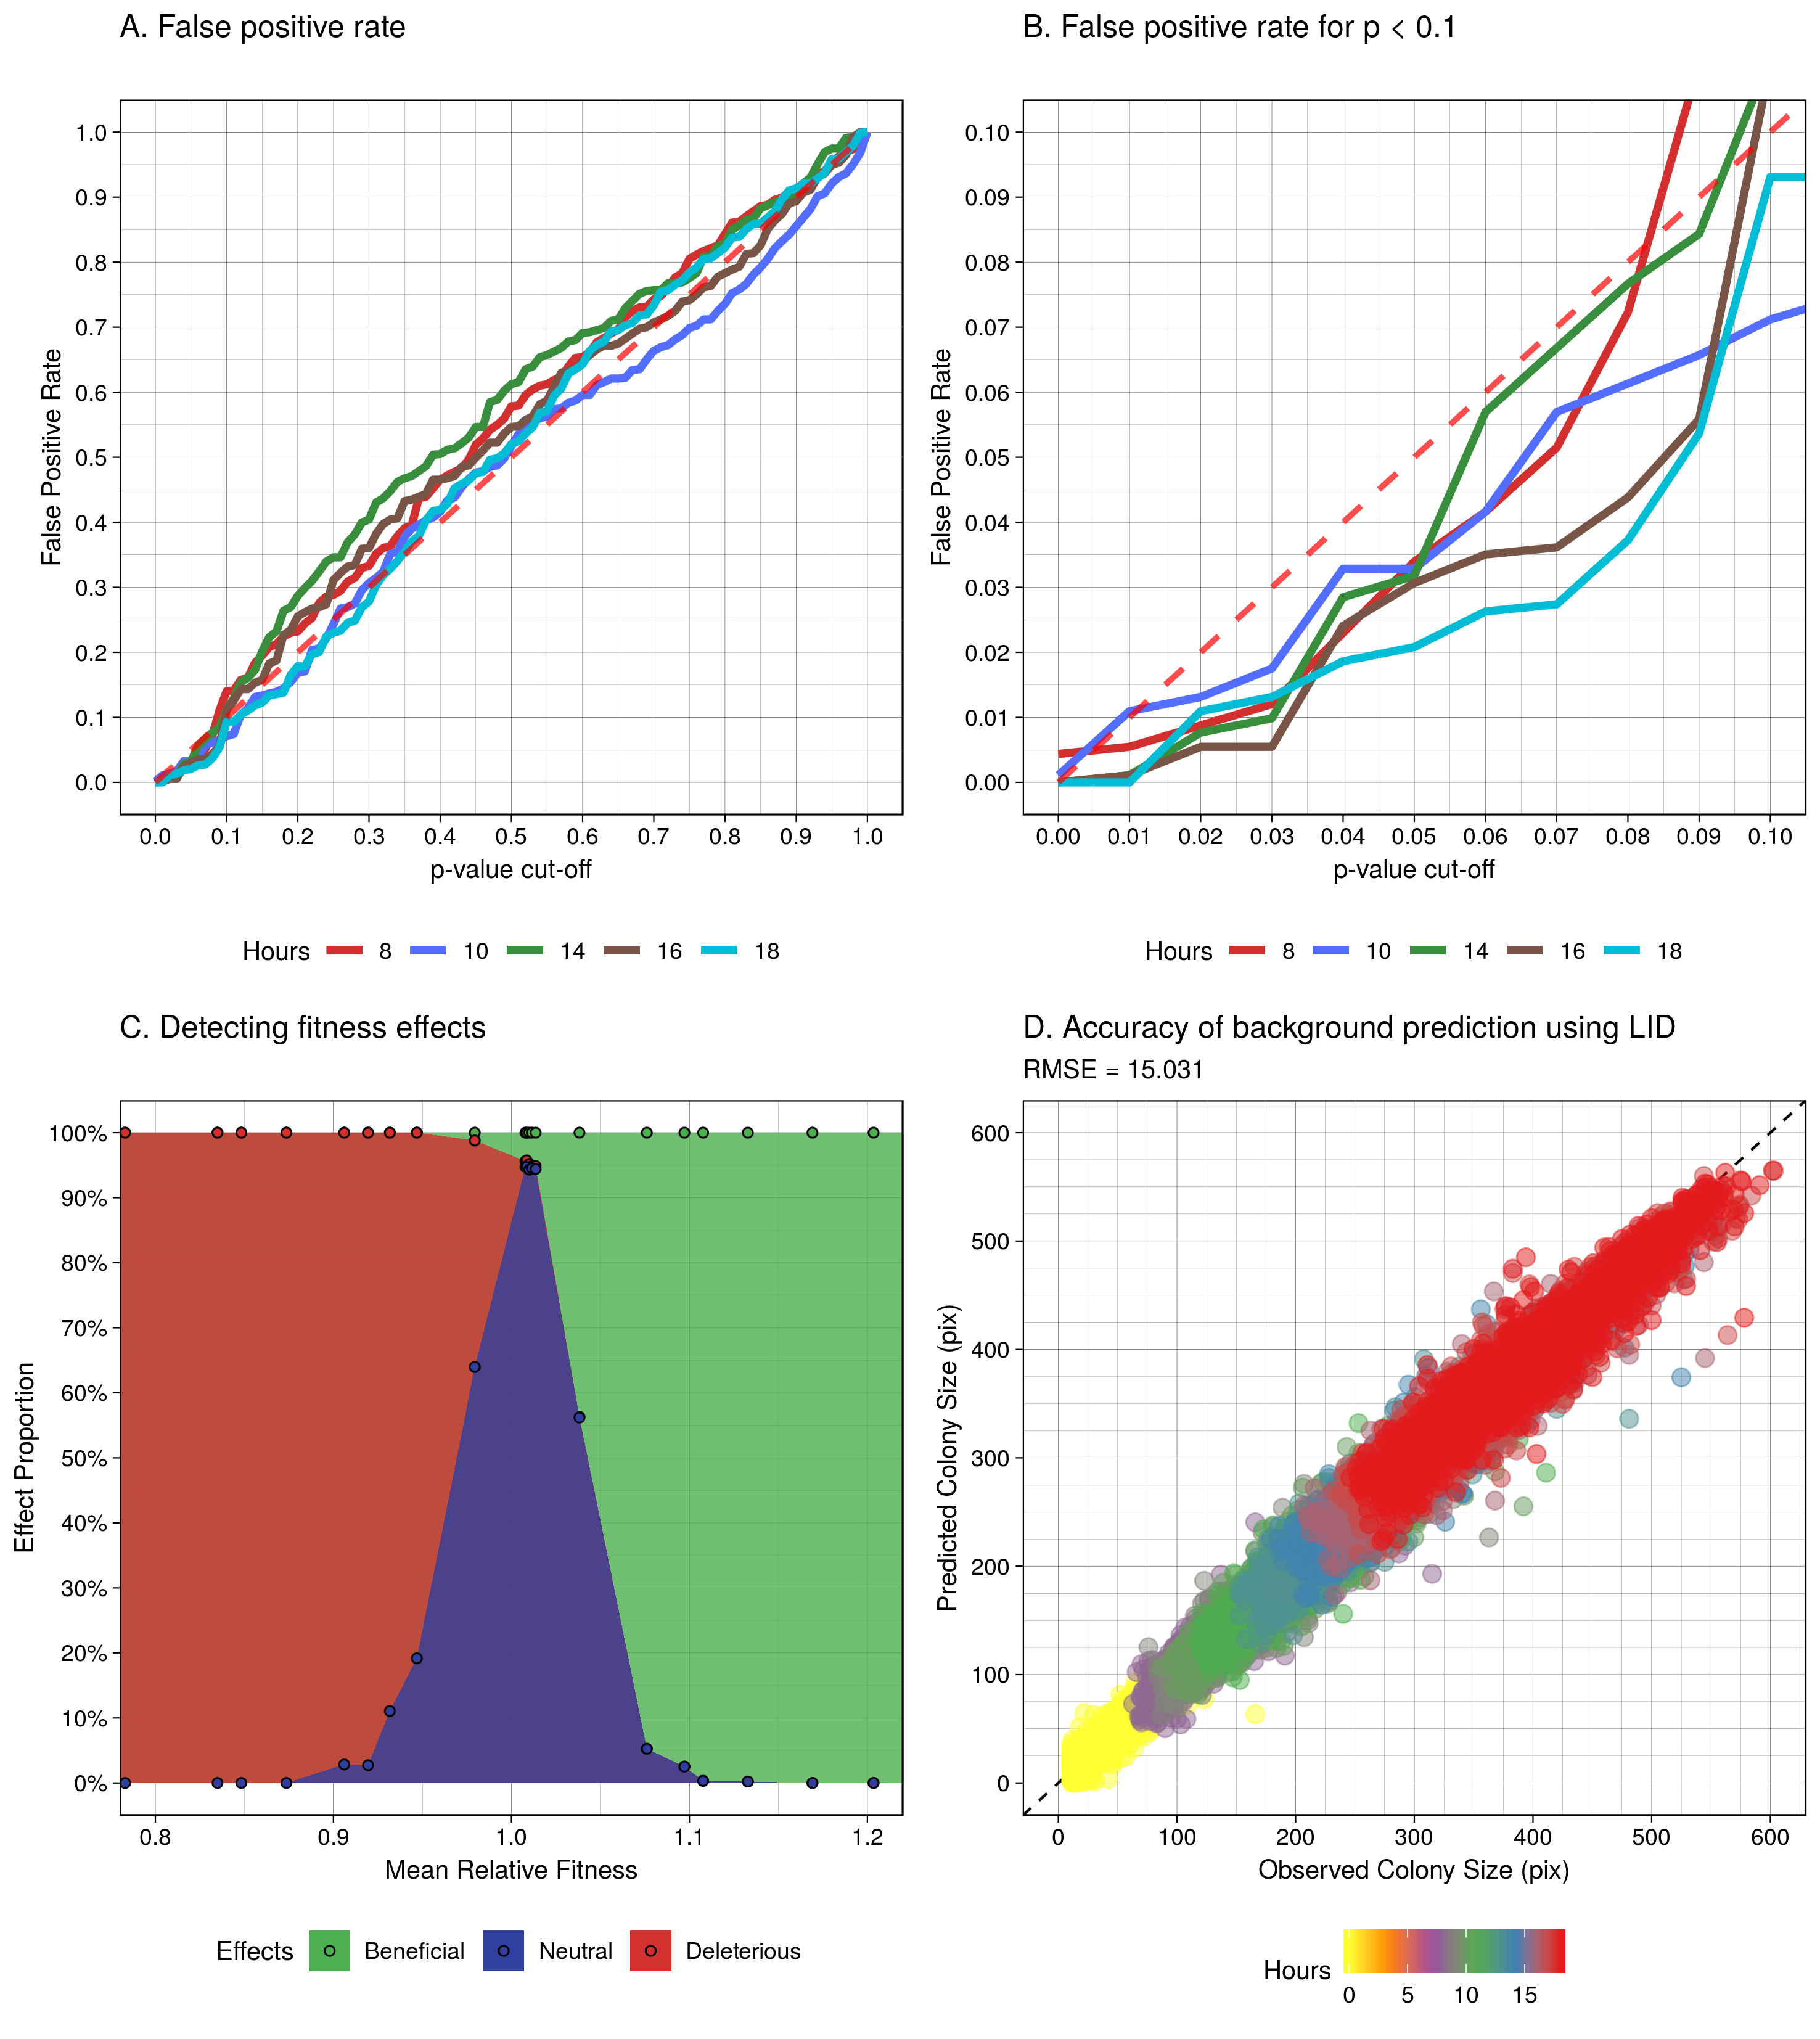 A. False positive rate
1.0
0.9
0.8
0.7
0.6
0.5
0.4
0.3
0.2
0.1
0.0
False Positive Rate
0.0 0.1 0.2 0.3 0.4 0.5 0.6 0.7 0.8 0.9 1.0
p-value cut-off
Hours 8 10 14 16 18
B. False positive rate for p < 0.1
0.10
0.09
0.08
0.07
0.06
0.05
0.04
0.03
0.02
0.01
0.00
False Positive Rate
0.00 0.01 0.02 0.03 0.04 0.05 0.06 0.07 0.08 0.09 0.10
p-value cut-off
Hours 8 10 14 16 18
C. Detecting fitness effects
100%
90%
80%
70%
60%
50%
40%
30%
20%
10%
0%
Effect Proportion
0.8 0.9 1.0 1.1 1.2
Mean Relative Fitness
Effects Beneficial Neutral Deleterious
D. Accuracy of background prediction using LID
RMSE = 15.031
600
500
400
300
200
100
0
Predicted Colony Size (pix)
0 100 200 300 400 500 600
Observed Colony Size (pix)
Hours
0 5 10 15